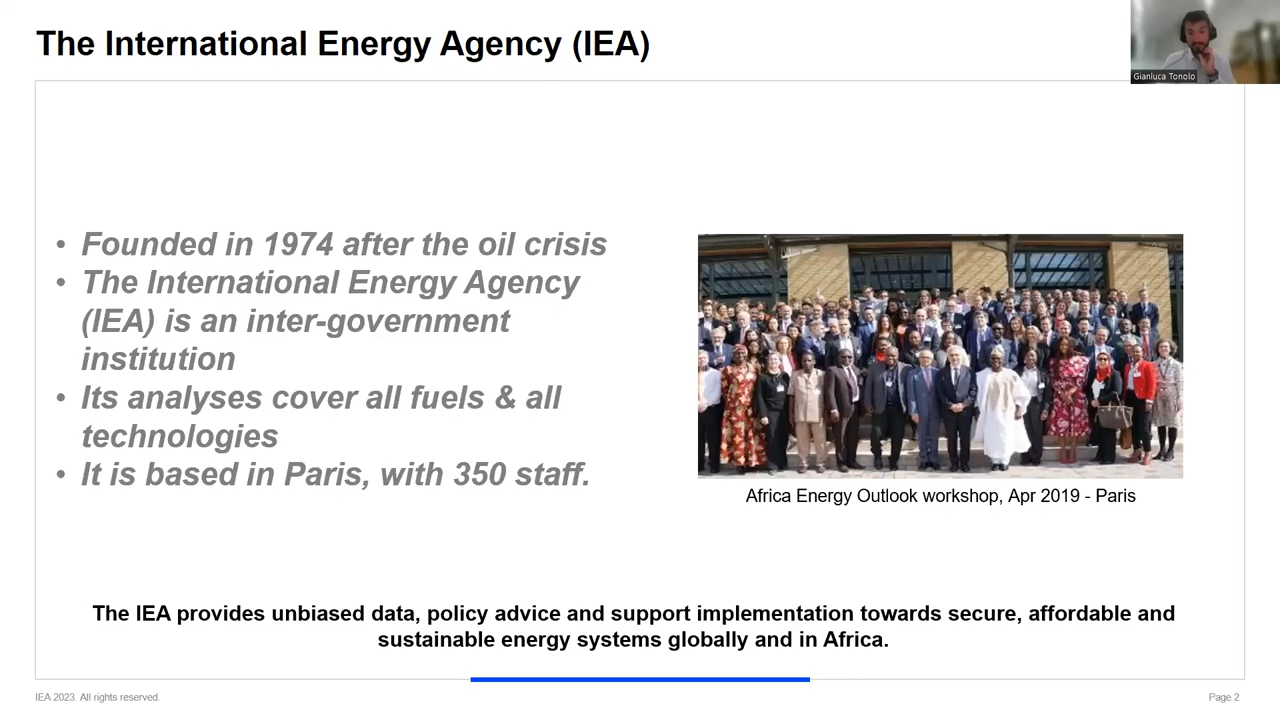 The International Energy Agency (IEA)
Gianluca Tonolo
• Founded in 1974 after the oil crisis
• The International Energy Agency
(IEA) is an inter-government
institution
• Its analyses cover all fuels & all
technologies
• It is based in Paris, with 350 staff.
Africa Energy Outlook workshop, Apr 2019 - Paris
The IEA provides unbiased data, policy advice and support implementation towards secure, affordable and
sustainable energy systems globally and in Africa.
IEA 2023. All rights reserved.
Page 2